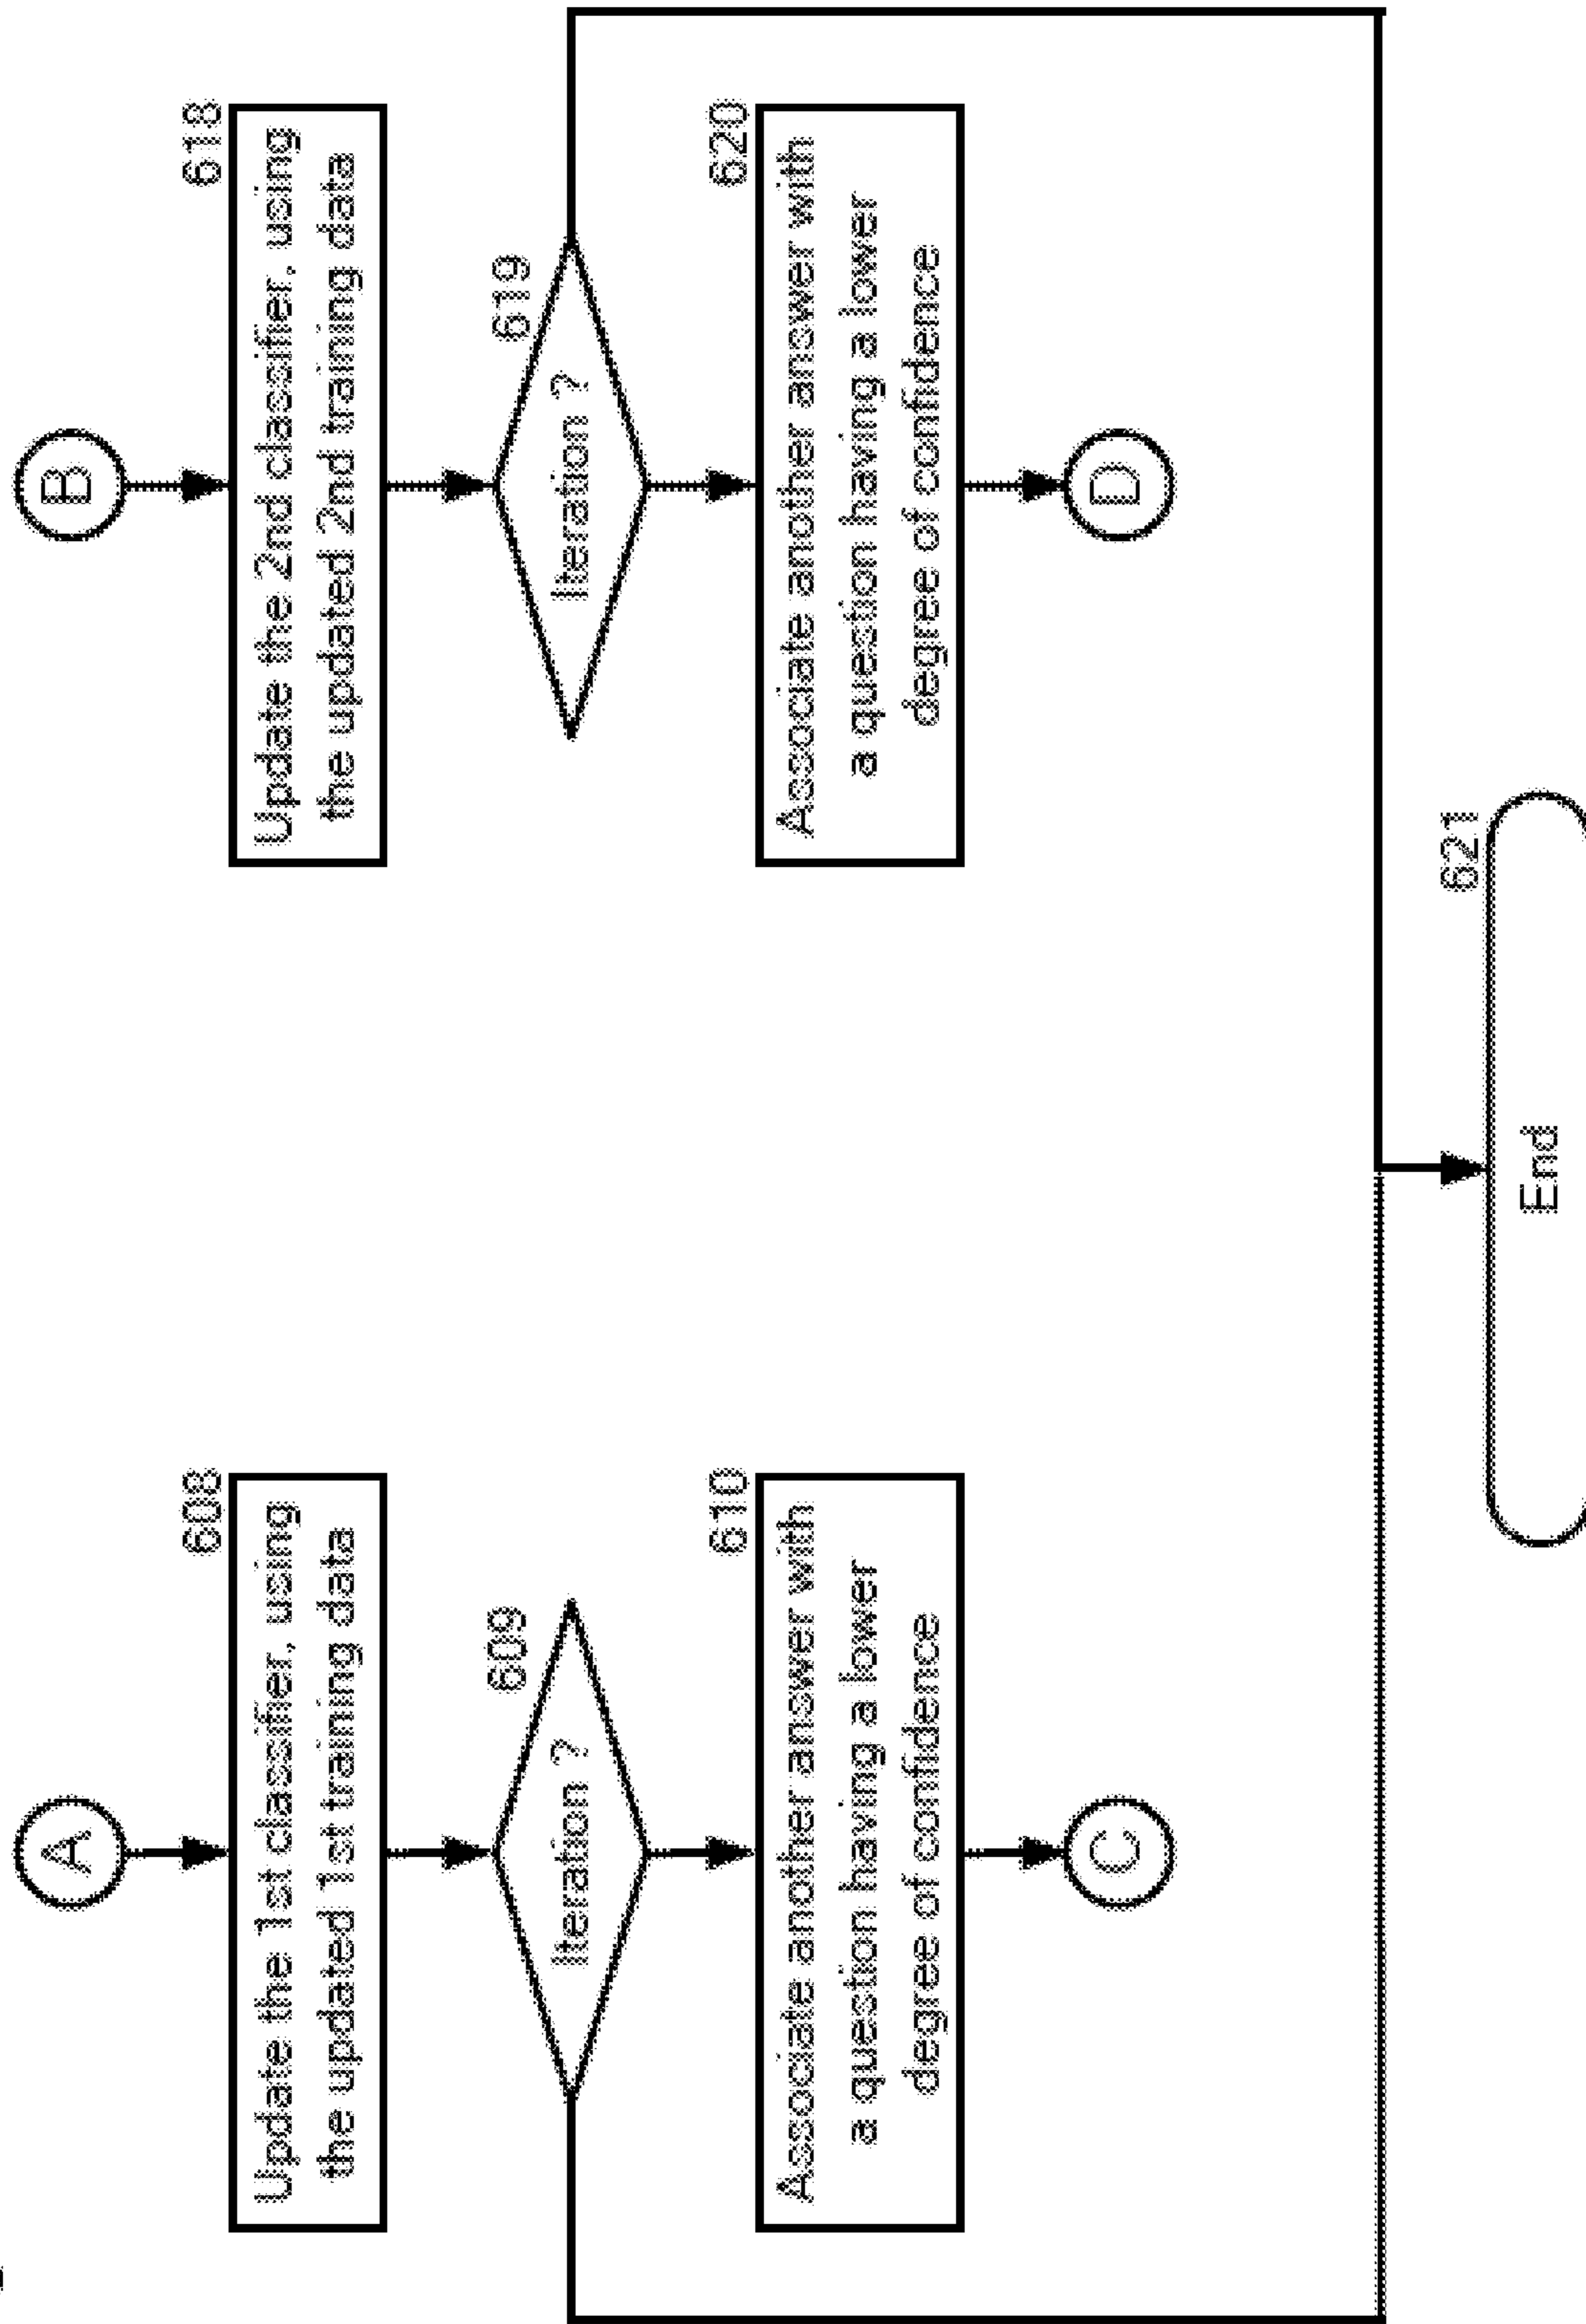 A
608
Update the 1st classifier, using
the updated 1st training data
609
Iteration ?
610
Associate another answer with
a question having a lower
degree of confidence
C
B
618
Update the 2nd classifier, using
the updated 2nd training data
619
Iteration ?
620
Associate another answer with
a question having a lower
degree of confidence
D
621
End